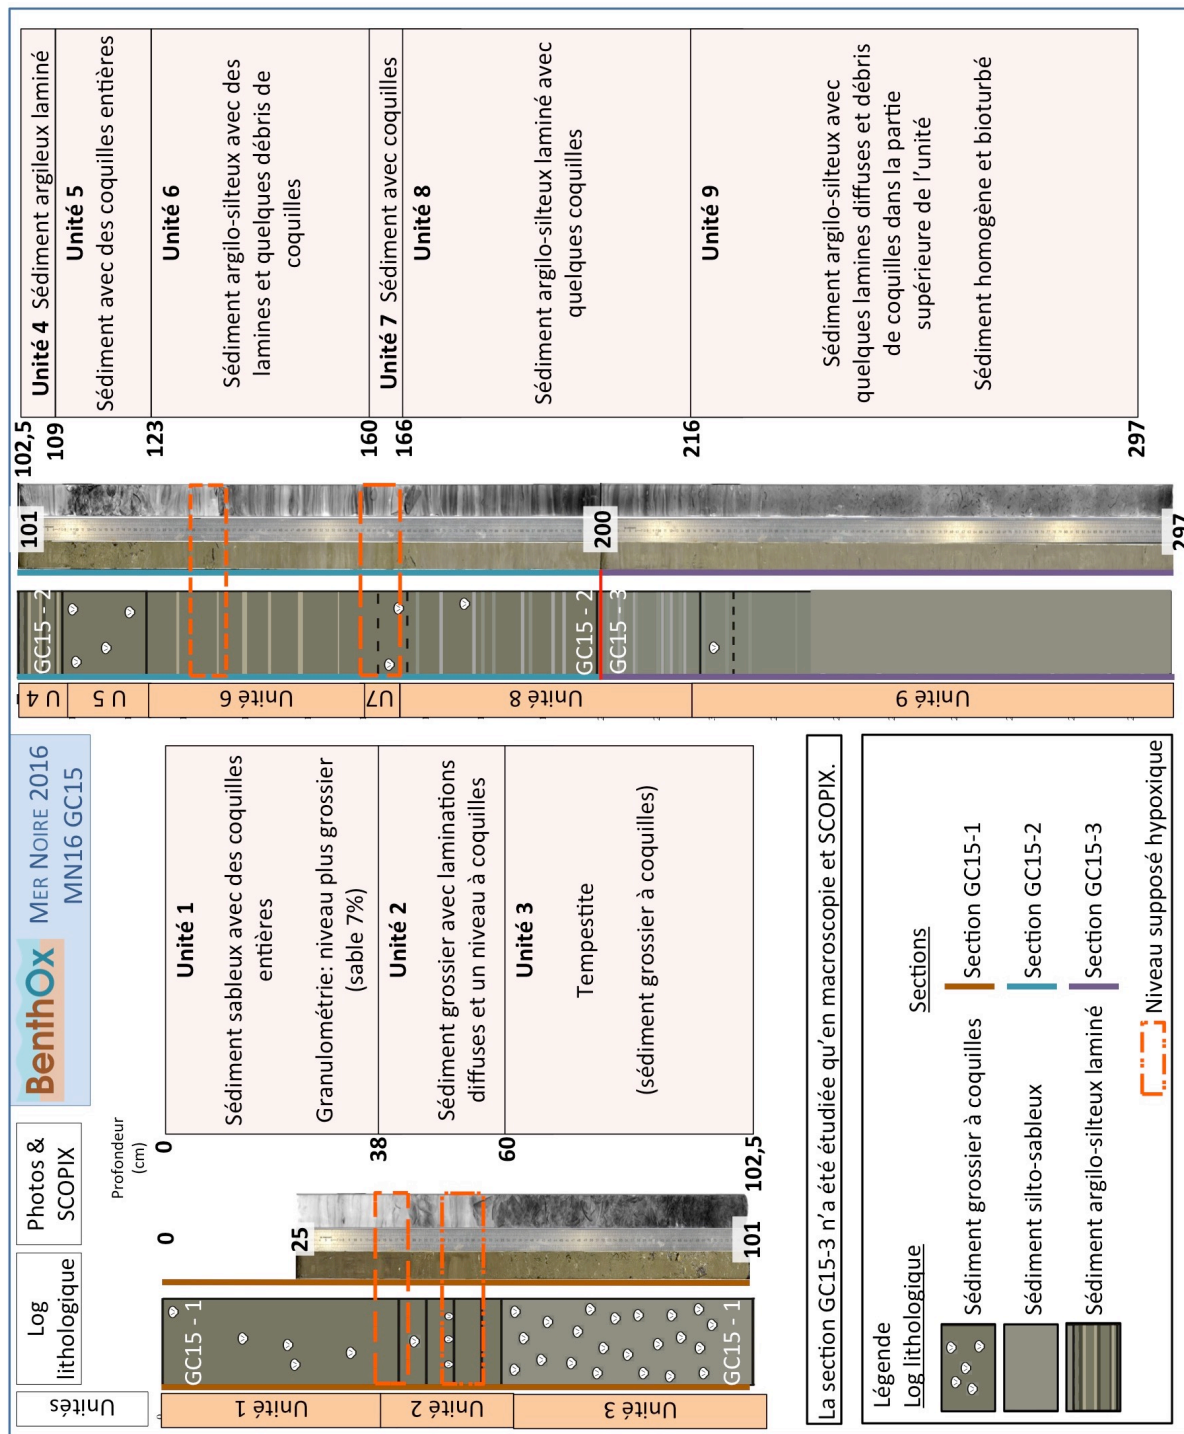 Unités
Log
lithologique
Photos &
SCOPIX
BenthOx
MER NOIRE 2016
MN16 GC15
Profondeur
(cm)
Unité 1
Unité 2
Unité 3
GC15 - 1
GC15 - 1
0
25
101
0
38
60
102,5
Unité 1
Sédiment sableux avec des coquilles
entières
Granulométrie: niveau plus grossier
(sable 7%)
Unité 2
Sédiment grossier avec laminations
diffuses et un niveau à coquilles
Unité 3
Tempestite
(sédiment grossier à coquilles)
La section GC15-3 n'a été étudiée qu'en macroscopie et SCOPIX.
Légende
Log lithologique
Sédiment grossier à coquilles
Sédiment silto-sableux
Sédiment argilo-silteux laminé
Sections
Section GC15-1
Section GC15-2
Section GC15-3
Niveau supposé hypoxique
U 4
U 5
Unité 6
U7
Unité 8
Unité 9
GC15 - 2
GC15 - 2
GC15 - 3
101
200
297
102,5
109
123
160
166
216
297
Unité 4 Sédiment argileux laminé
Unité 5
Sédiment avec des coquilles entières
Unité 6
Sédiment argilo-silteux avec des
lamines et quelques débris de
coquilles
Unité 7 Sédiment avec coquilles
Unité 8
Sédiment argilo-silteux laminé avec
quelques coquilles
Unité 9
Sédiment argilo-silteux avec
quelques lamines diffuses et débris
de coquilles dans la partie
supérieure de l'unité
Sédiment homogène et bioturbé